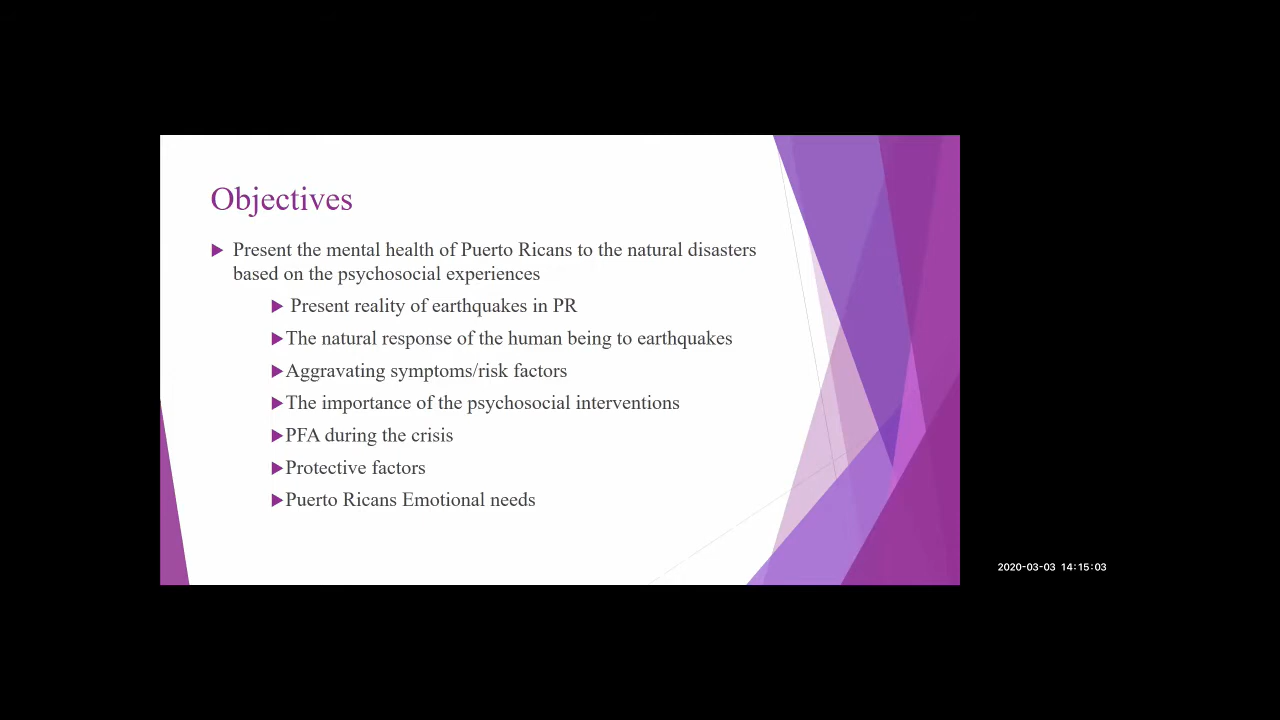 Objectives
Present the mental health of Puerto Ricans to the natural disasters
based on the psychosocial experiences
Present reality of earthquakes in PR
The natural response of the human being to earthquakes
Aggravating symptoms/risk factors
The importance of the psychosocial interventions
PFA during the crisis
Protective factors
Puerto Ricans Emotional needs
2020-03-03 14:15:03